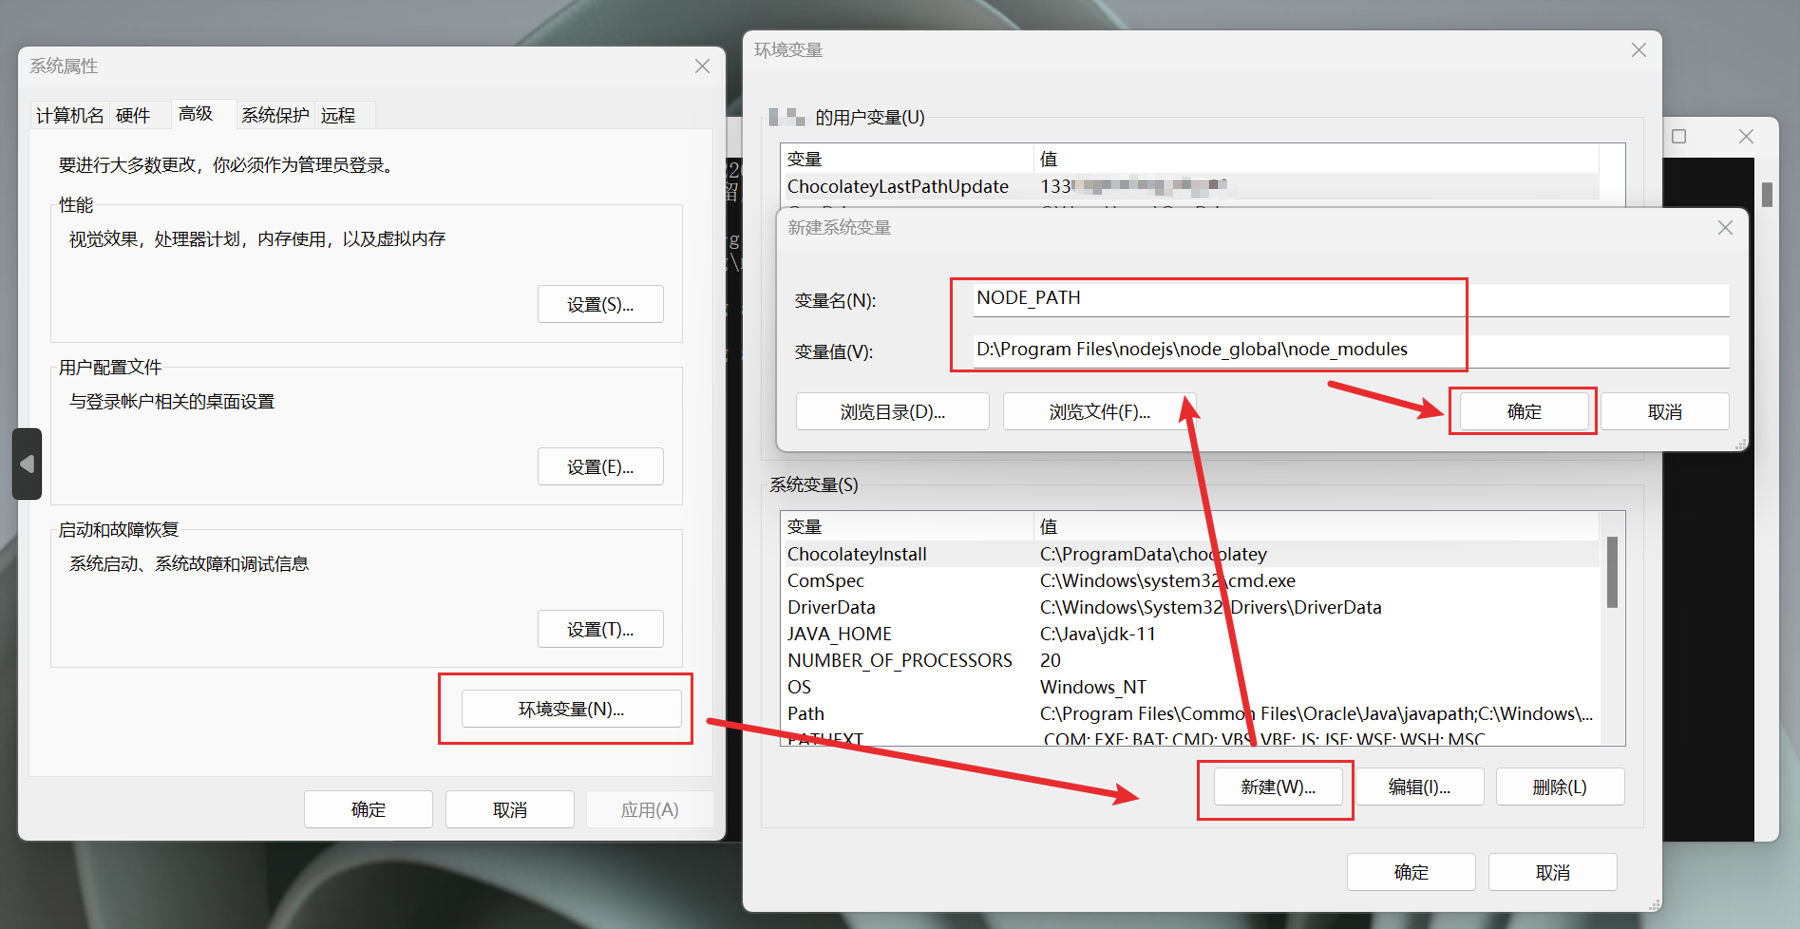 系统属性
计算机名 硬件 高级 系统保护 远程
要进行大多数更改，你必须作为管理员登录。
性能
视觉效果，处理器计划，内存使用，以及虚拟内存
设置(S)...
用户配置文件
与登录帐户相关的桌面设置
设置(E)...
启动和故障恢复
系统启动、系统故障和调试信息
设置(T)...
环境变量(N)...
确定 取消 应用(A)
环境变量
的用户变量(U)
变量 值
ChocolateyLastPathUpdate 133
新建系统变量
变量名(N): NODE_PATH
变量值(V): D:\Program Files\nodejs\node_global\node_modules
浏览目录(D)... 浏览文件(F)... 确定 取消
系统变量(S)
变量 值
ChocolateyInstall C:\ProgramData\chocolatey
ComSpec C:\Windows\system32\cmd.exe
DriverData C:\Windows\System32\Drivers\DriverData
JAVA_HOME C:\Java\jdk-11
NUMBER_OF_PROCESSORS 20
OS Windows_NT
Path C:\Program Files\Common Files\Oracle\Java\javapath;C:\Windows\...
PATHEXT .COM;.EXE;.BAT;.CMD;.VBS;.VBE;.JS;.JSE;.WSF;.WSH;.MSC
新建(W)... 编辑(I)... 删除(L)
确定 取消